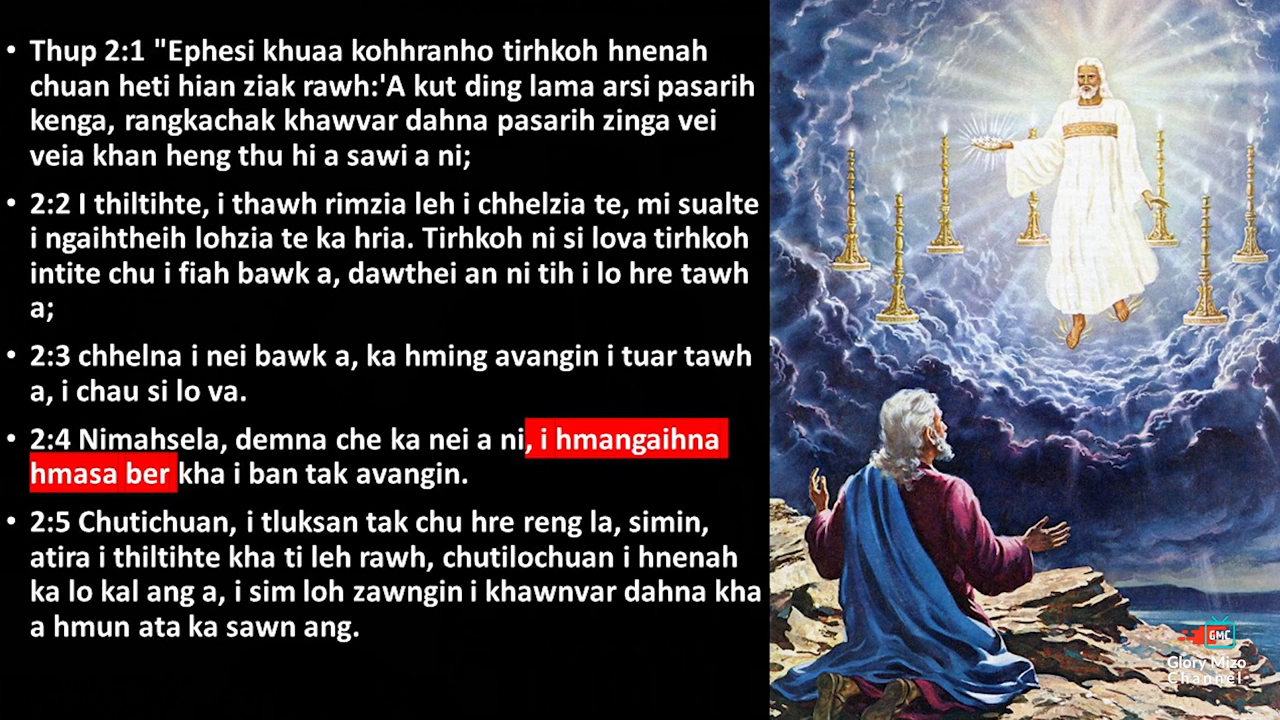 • Thup 2:1 "Ephesi khuaa kohhranho tirhkoh hnenah
chuan heti hian ziak rawh:'A kut ding lama arsi pasarih
kenga, rangkachak khawvar dahna pasarih zinga vei
veia khan heng thu hi a sawi a ni;
• 2:2 I thiltihte, i thawh rimzia leh i chhelzia te, mi sualte
i ngaihtheih lohzia te ka hria. Tirhkoh ni si lova tirhkoh
intite chu i fiah bawk a, dawthei an ni tih i lo hre tawh
a;
• 2:3 chhelna i nei bawk a, ka hming avangin i tuar tawh
a, i chau si lo va.
• 2:4 Nimahsela, demna che ka nei a ni, i hmangaihna
hmasa ber kha i ban tak avangin.
• 2:5 Chutichuan, i tluksan tak chu hre reng la, simin,
atira i thiltihte kha ti leh rawh, chutilochuan i hnenah
ka lo kal ang a, i sim loh zawngin i khawnvar dahna kha
a hmun ata ka sawn ang.
GMC
Glory Mizo
Channel